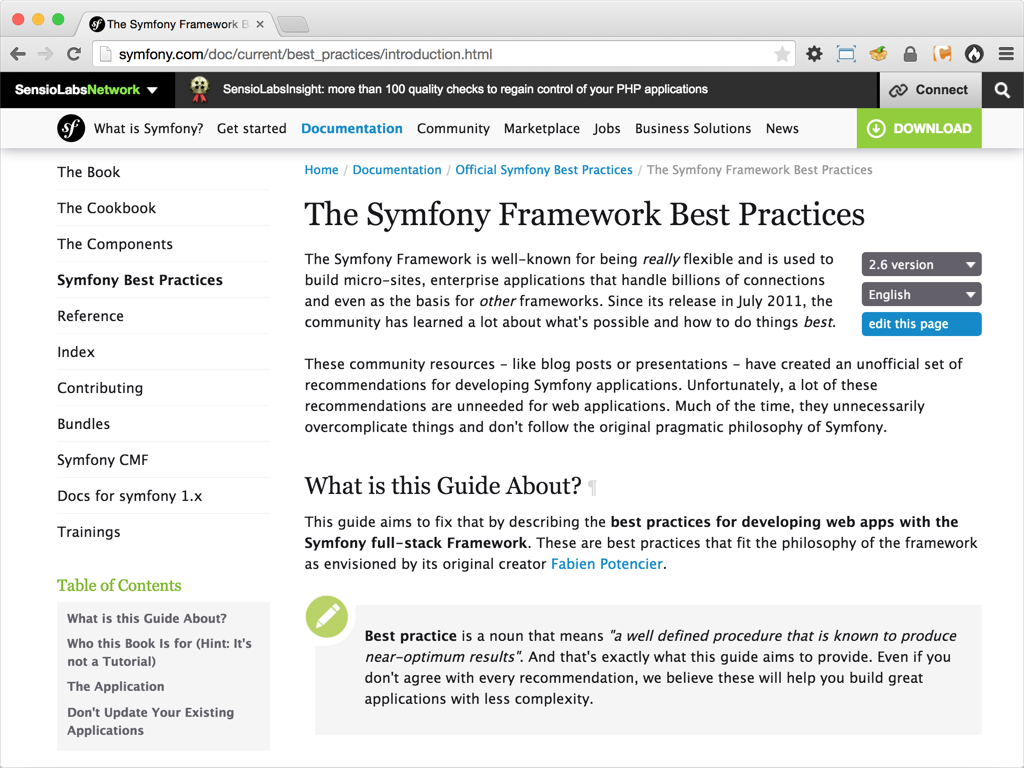 The Symfony Framework B
symfony.com/doc/current/best_practices/introduction.html
SensioLabsNetwork
SensioLabsInsight: more than 100 quality checks to regain control of your PHP applications
Connect
sf
What is Symfony?
Get started
Documentation
Community
Marketplace
Jobs
Business Solutions
News
DOWNLOAD
The Book
The Cookbook
The Components
Symfony Best Practices
Reference
Index
Contributing
Bundles
Symfony CMF
Docs for symfony 1.x
Trainings
Table of Contents
What is this Guide About?
Who this Book Is for (Hint: It's
not a Tutorial)
The Application
Don't Update Your Existing
Applications
Home / Documentation / Official Symfony Best Practices / The Symfony Framework Best Practices
The Symfony Framework Best Practices
The Symfony Framework is well-known for being really flexible and is used to
build micro-sites, enterprise applications that handle billions of connections
and even as the basis for other frameworks. Since its release in July 2011, the
community has learned a lot about what's possible and how to do things best.
2.6 version
English
edit this page
These community resources – like blog posts or presentations – have created an unofficial set of
recommendations for developing Symfony applications. Unfortunately, a lot of these
recommendations are unneeded for web applications. Much of the time, they unnecessarily
overcomplicate things and don't follow the original pragmatic philosophy of Symfony.
What is this Guide About? ¶
This guide aims to fix that by describing the best practices for developing web apps with the
Symfony full-stack Framework. These are best practices that fit the philosophy of the framework
as envisioned by its original creator Fabien Potencier.
Best practice is a noun that means "a well defined procedure that is known to produce
near-optimum results". And that's exactly what this guide aims to provide. Even if you
don't agree with every recommendation, we believe these will help you build great
applications with less complexity.